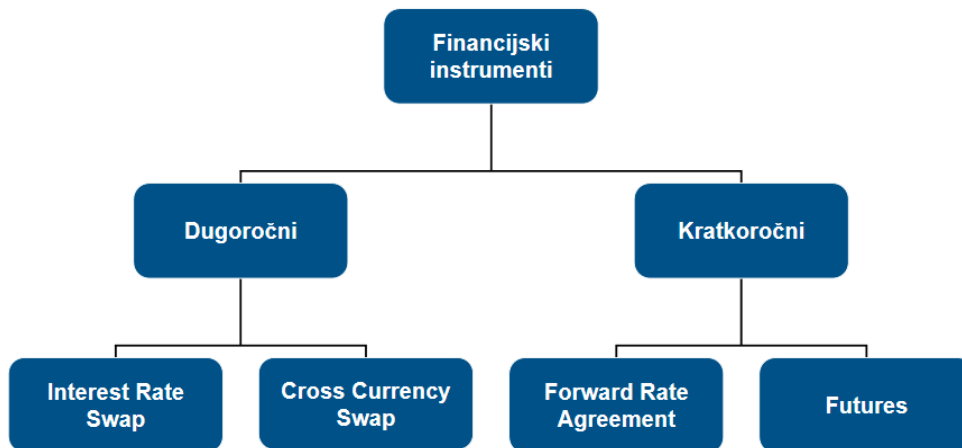 Financijski
instrumenti
Dugoročni
Kratkoročni
Interest Rate
Swap
Cross Currency
Swap
Forward Rate
Agreement
Futures